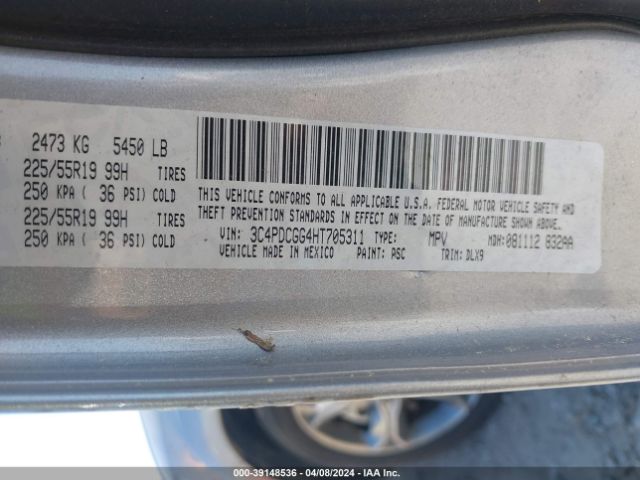 2473 KG 5450 LB
225/55R19 99H TIRES
250 KPA ( 36 PSI) COLD
225/55R19 99H TIRES
250 KPA ( 36 PSI) COLD
THIS VEHICLE CONFORMS TO ALL APPLICABLE U.S.A. FEDERAL MOTOR VEHICLE SAFETY AND
THEFT PREVENTION STANDARDS IN EFFECT ON THE DATE OF MANUFACTURE SHOWN ABOVE.
VIN: 3C4PDCGG4HT705311 TYPE: MPV MDH:081112 832AA
VEHICLE MADE IN MEXICO PAINT: PSC TRIM: DLX9
000-39148536 - 04/08/2024 - IAAI.COM